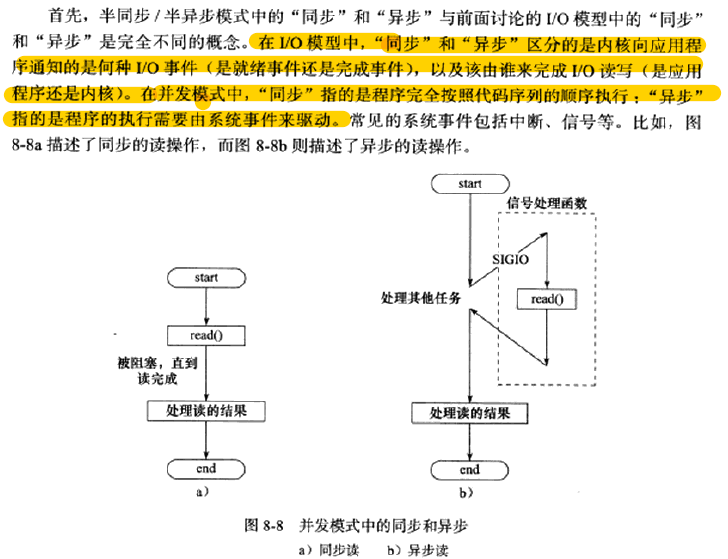 首先，半同步/半异步模式中的“同步”和“异步”与前面讨论的I/O模型中的“同步”
和“异步”是完全不同的概念。在I/O模型中，“同步”和“异步”区分的是内核向应用程
序通知的是何种I/O事件（是就绪事件还是完成事件），以及该由谁来完成I/O读写（是应用
程序还是内核）。在并发模式中，“同步”指的是程序完全按照代码序列的顺序执行；“异步”
指的是程序的执行需要由系统事件来驱动。常见的系统事件包括中断、信号等。比如，图
8-8a描述了同步的读操作，而图8-8b则描述了异步的读操作。
start
read()
被阻塞，直到
读完成
处理读的结果
end
a）
start
信号处理函数
SIGIO
处理其他任务
read()
处理读的结果
end
b）
图8-8 并发模式中的同步和异步
a）同步读 b）异步读